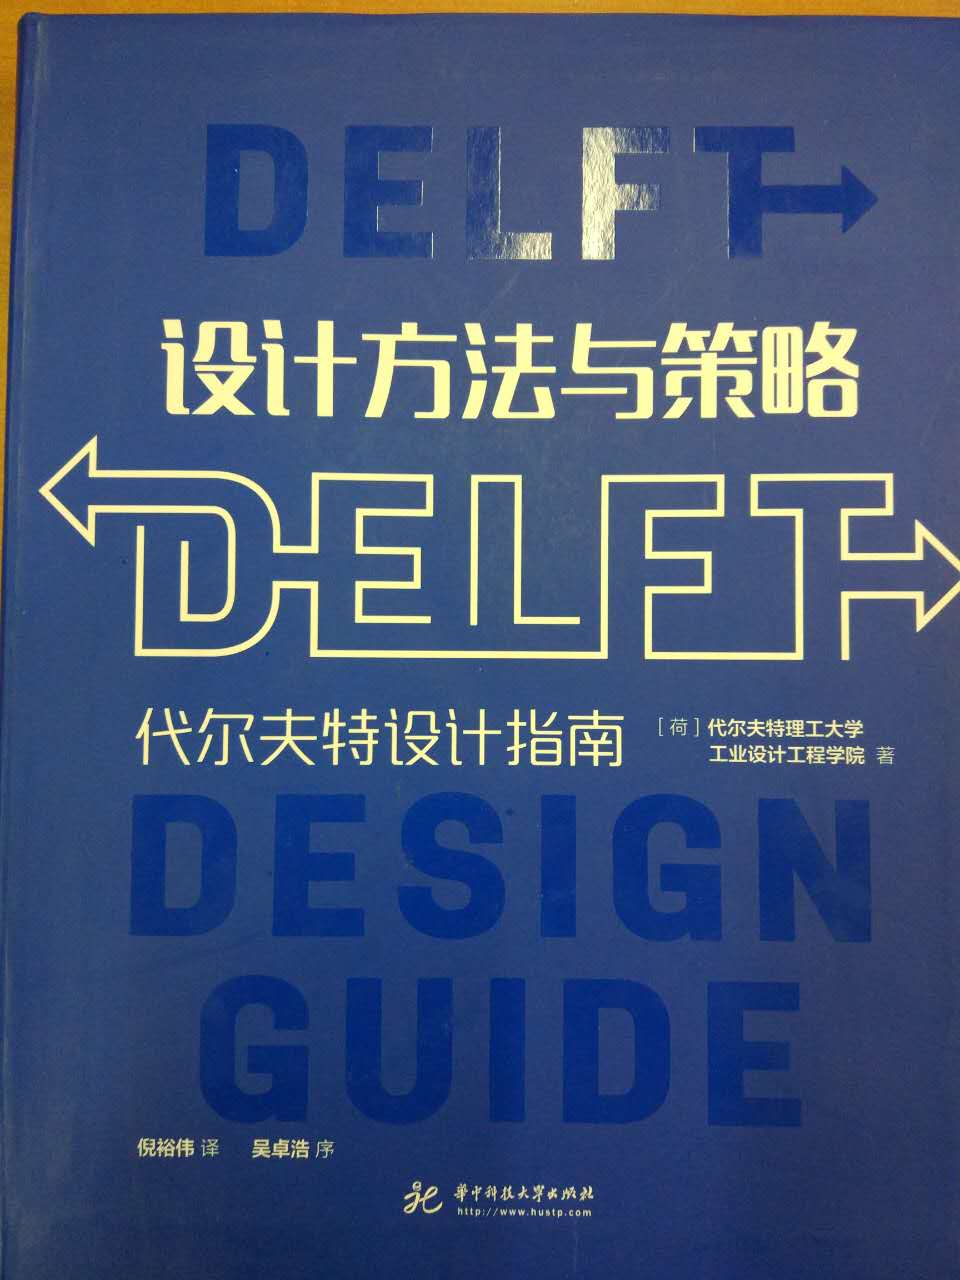 DELFT
设计方法与策略
DELFT
代尔夫特设计指南
[荷] 代尔夫特理工大学
工业设计工程学院 著
DESIGN
GUIDE
倪裕伟 译 吴卓浩 序
華中科技大学出版社
http://www.hustp.com